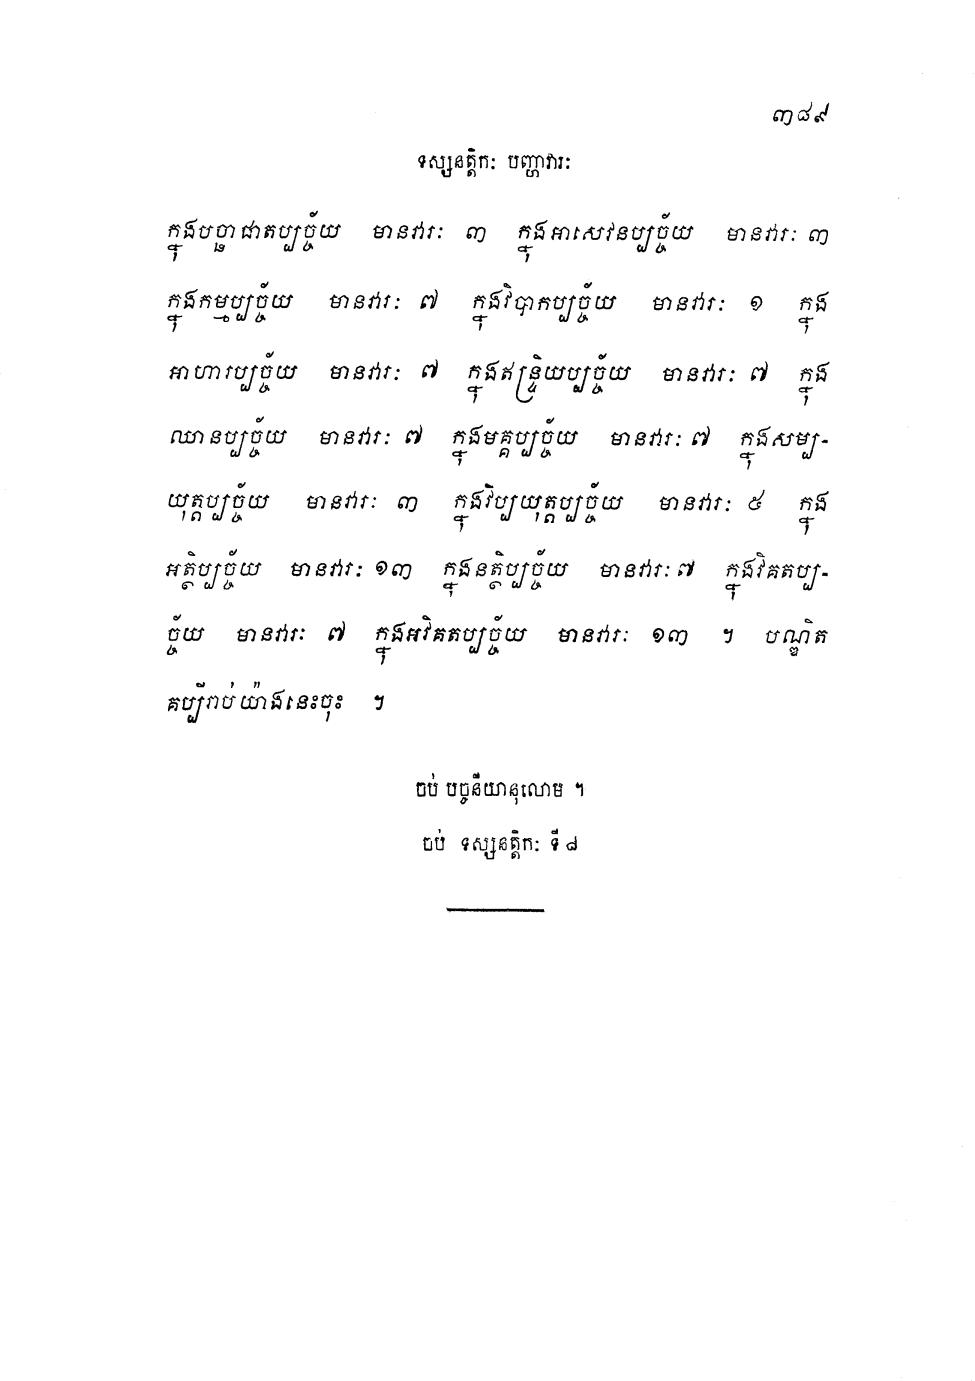 ៣៨៩
ទស្សនត្តិកៈ បញ្ហាវារៈ
ក្នុងបច្ឆាជាតប្បច្ច័យ មានវារៈ ៣ ក្នុងអាសេវនប្បច្ច័យ មានវារៈ ៣
ក្នុងកម្មប្បច្ច័យ មានវារៈ ៧ ក្នុងវិបាកប្បច្ច័យ មានវារៈ ១ ក្នុង
អាហារប្បច្ច័យ មានវារៈ ៧ ក្នុងឥន្ទ្រិយប្បច្ច័យ មានវារៈ ៧ ក្នុង
ឈានប្បច្ច័យ មានវារៈ ៧ ក្នុងមគ្គប្បច្ច័យ មានវារៈ ៧ ក្នុងសម្ប-
យុត្តប្បច្ច័យ មានវារៈ ៣ ក្នុងវិប្បយុត្តប្បច្ច័យ មានវារៈ ៥ ក្នុង
អត្ថិប្បច្ច័យ មានវារៈ ១៣ ក្នុងនត្ថិប្បច្ច័យ មានវារៈ ៧ ក្នុងវិគតប្ប-
ច្ច័យ មានវារៈ ៧ ក្នុងអវិគតប្បច្ច័យ មានវារៈ ១៣ ។ បណ្ឌិត
គប្បីរាប់យ៉ាងនេះចុះ ។
ចប់ បច្ចនីយានុលោម ។
ចប់ ទស្សនត្តិកៈ ទី ៨